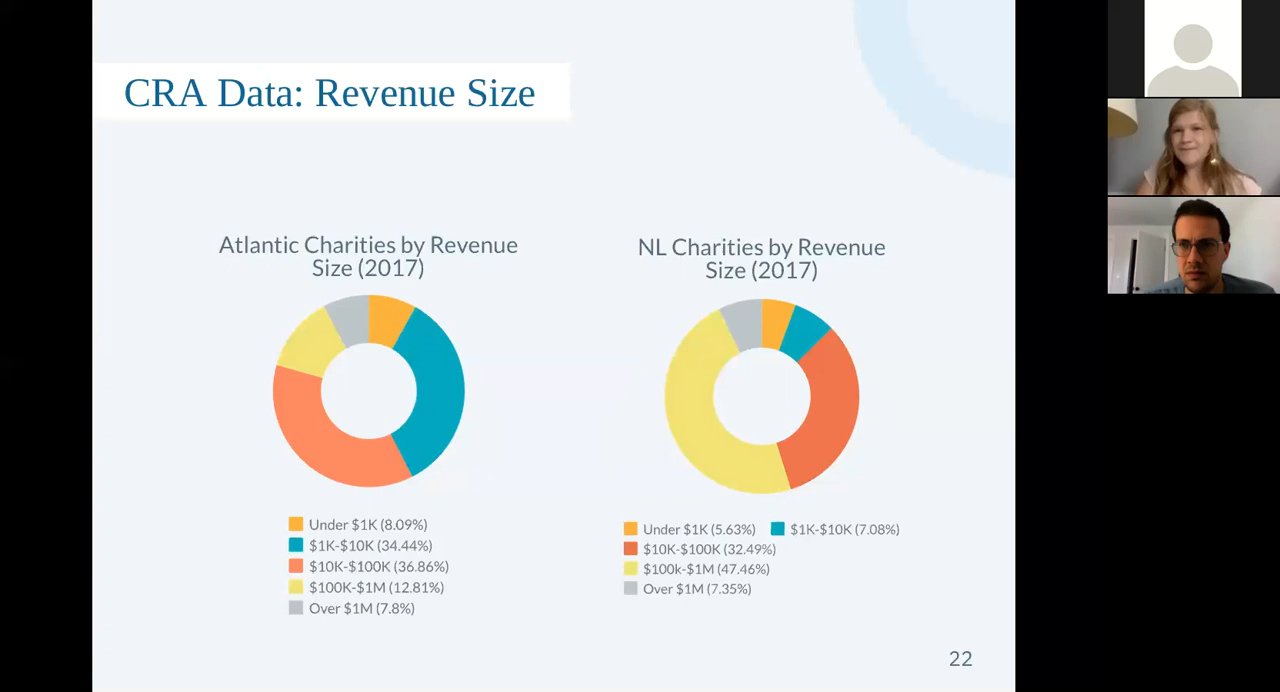 CRA Data: Revenue Size
Atlantic Charities by Revenue
Size (2017)
Under $1K (8.09%)
$1K-$10K (34.44%)
$10K-$100K (36.86%)
$100K-$1M (12.81%)
Over $1M (7.8%)
NL Charities by Revenue
Size (2017)
Under $1K (5.63%) $1K-$10K (7.08%)
$10K-$100K (32.49%)
$100k-$1M (47.46%)
Over $1M (7.35%)
22